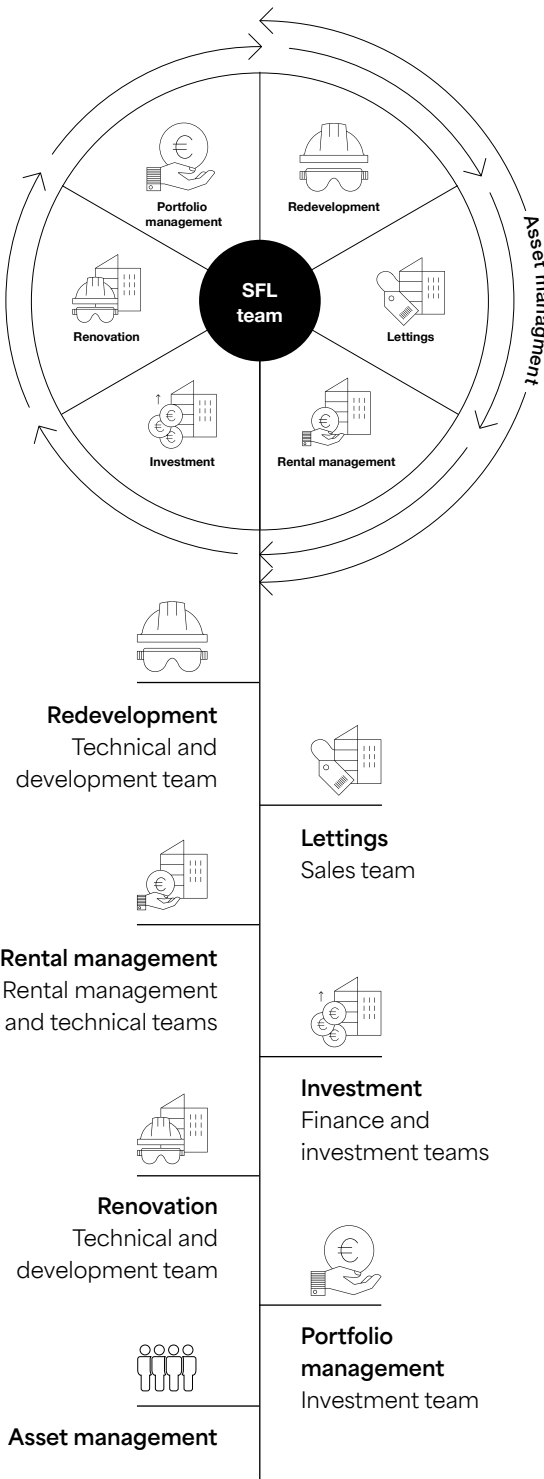 Portfolio
management
Redevelopment
Asset managment
SFL
team
Renovation
Lettings
Investment
Rental management
Redevelopment
Technical and
development team
Lettings
Sales team
Rental management
Rental management
and technical teams
Investment
Finance and
investment teams
Renovation
Technical and
development team
Portfolio
management
Investment team
Asset management